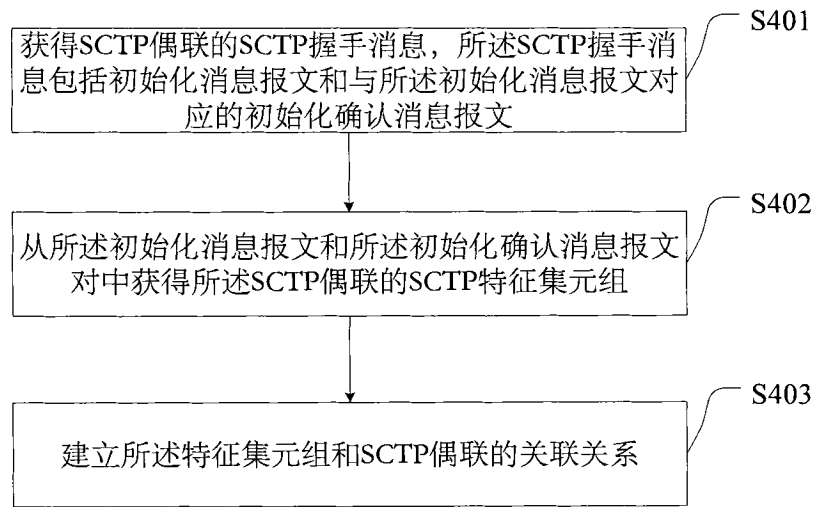 S401
获得SCTP偶联的SCTP握手消息，所述SCTP握手消
息包括初始化消息报文和与所述初始化消息报文对
应的初始化确认消息报文
S402
从所述初始化消息报文和所述初始化确认消息报文
对中获得所述SCTP偶联的SCTP特征集元组
S403
建立所述特征集元组和SCTP偶联的关联关系